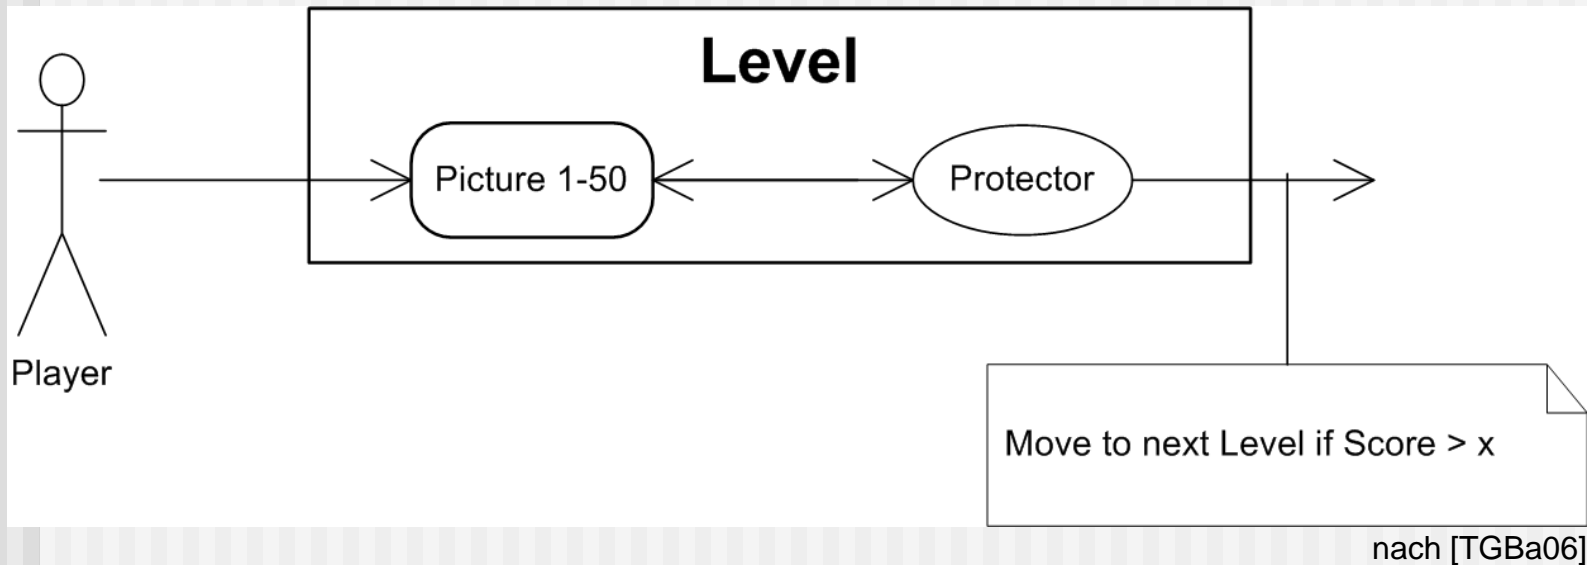 Level
Picture 1-50
Protector
Player
Move to next Level if Score > x
nach [TGBa06]